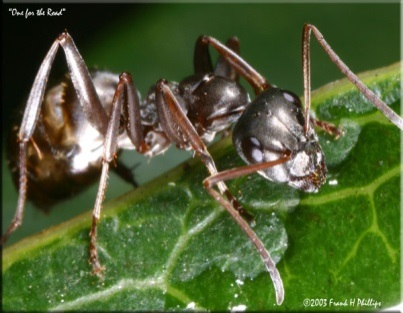 "One for the Road"
©2003 Frank H Phillips